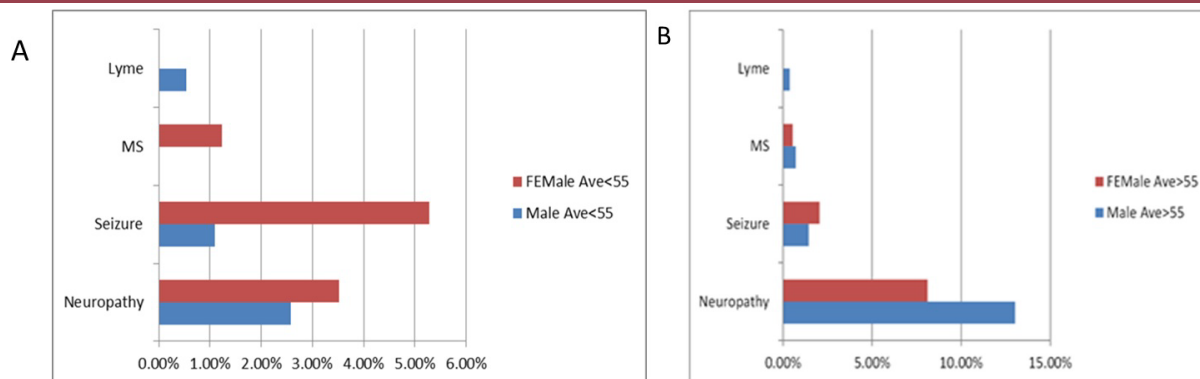 A
Lyme
MS
Seizure
Neuropathy
0.00% 1.00% 2.00% 3.00% 4.00% 5.00% 6.00%
FEMale Ave<55
Male Ave<55
B
Lyme
MS
Seizure
Neuropathy
0.00% 5.00% 10.00% 15.00%
FEMale Ave>55
Male Ave>55